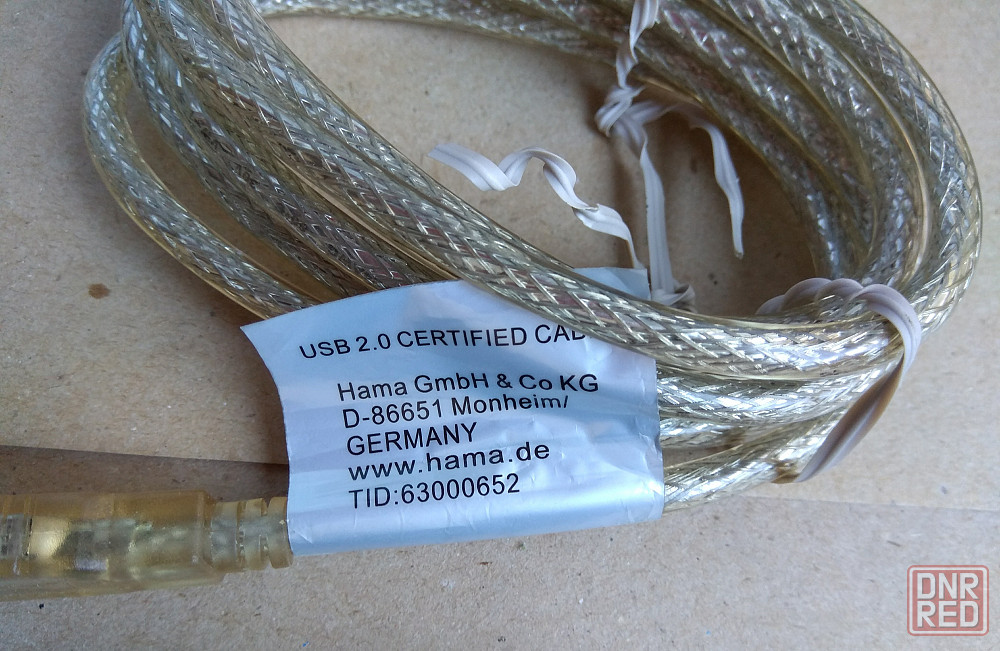 USB 2.0 CERTIFIED CAB
Hama GmbH & Co KG
D-86651 Monheim/
GERMANY
www.hama.de
TID:63000652
DNR
RED